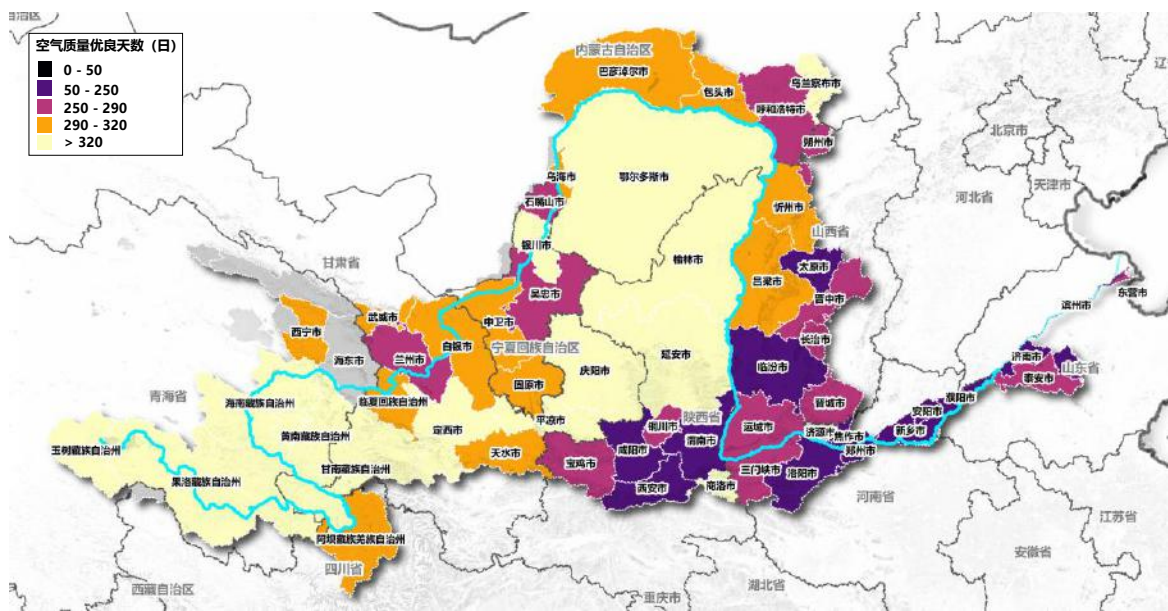 空气质量优良天数（日）
0 - 50
50 - 250
250 - 290
290 - 320
> 320
自治区
内蒙古自治区
巴彦淖尔市
包头市
乌兰察布市
呼和浩特市
朔州市
辽
北京市
天津市
河北省
乌海市
鄂尔多斯市
石嘴山市
忻州市
山西省
银川市
榆林市
太原市
甘肃省
吕梁市
吴忠市
晋中市
滨州市
东营市
武威市
中卫市
西宁市
白银市
长治市
兰州市
宁夏回族自治区
海东市
延安市
临汾市
济南市
山东省
庆阳市
泰安市
固原市
青海省
临夏回族自治州
海南藏族自治州
晋城市
濮阳市
安阳市
平凉市
陕西省
铜川市
运城市
济源市
焦作市
新乡市
黄南藏族自治州
定西市
渭南市
咸阳市
郑州市
玉树藏族自治州
天水市
宝鸡市
甘南藏族自治州
三门峡市
洛阳市
果洛藏族自治州
西安市
商洛市
河南省
江苏省
阿坝藏族羌族自治州
安徽省
四川省
湖北省
西藏自治区
重庆市